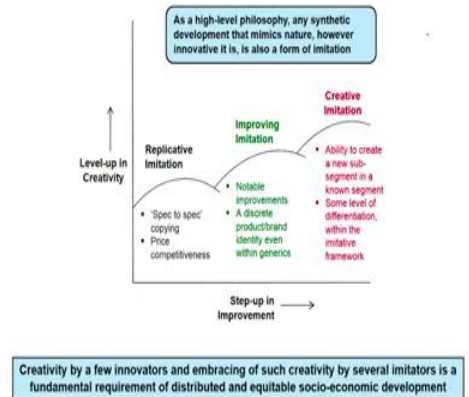 As a high-level philosophy, any synthetic
development that mimics nature, however
innovative it is, is also a form of imitation
Creative
Imitation
Improving
Imitation
Replicative
Imitation
Level-up in
Creativity
• Ability to create
a new sub-
segment in a
known segment
• Some level of
differentiation,
within the
imitative
framework
• Notable
improvements
• A discrete
product/brand
identity even
within generics
• 'Spec to spec'
copying
• Price
competitiveness
Step-up in
Improvement
Creativity by a few innovators and embracing of such creativity by several imitators is a
fundamental requirement of distributed and equitable socio-economic development